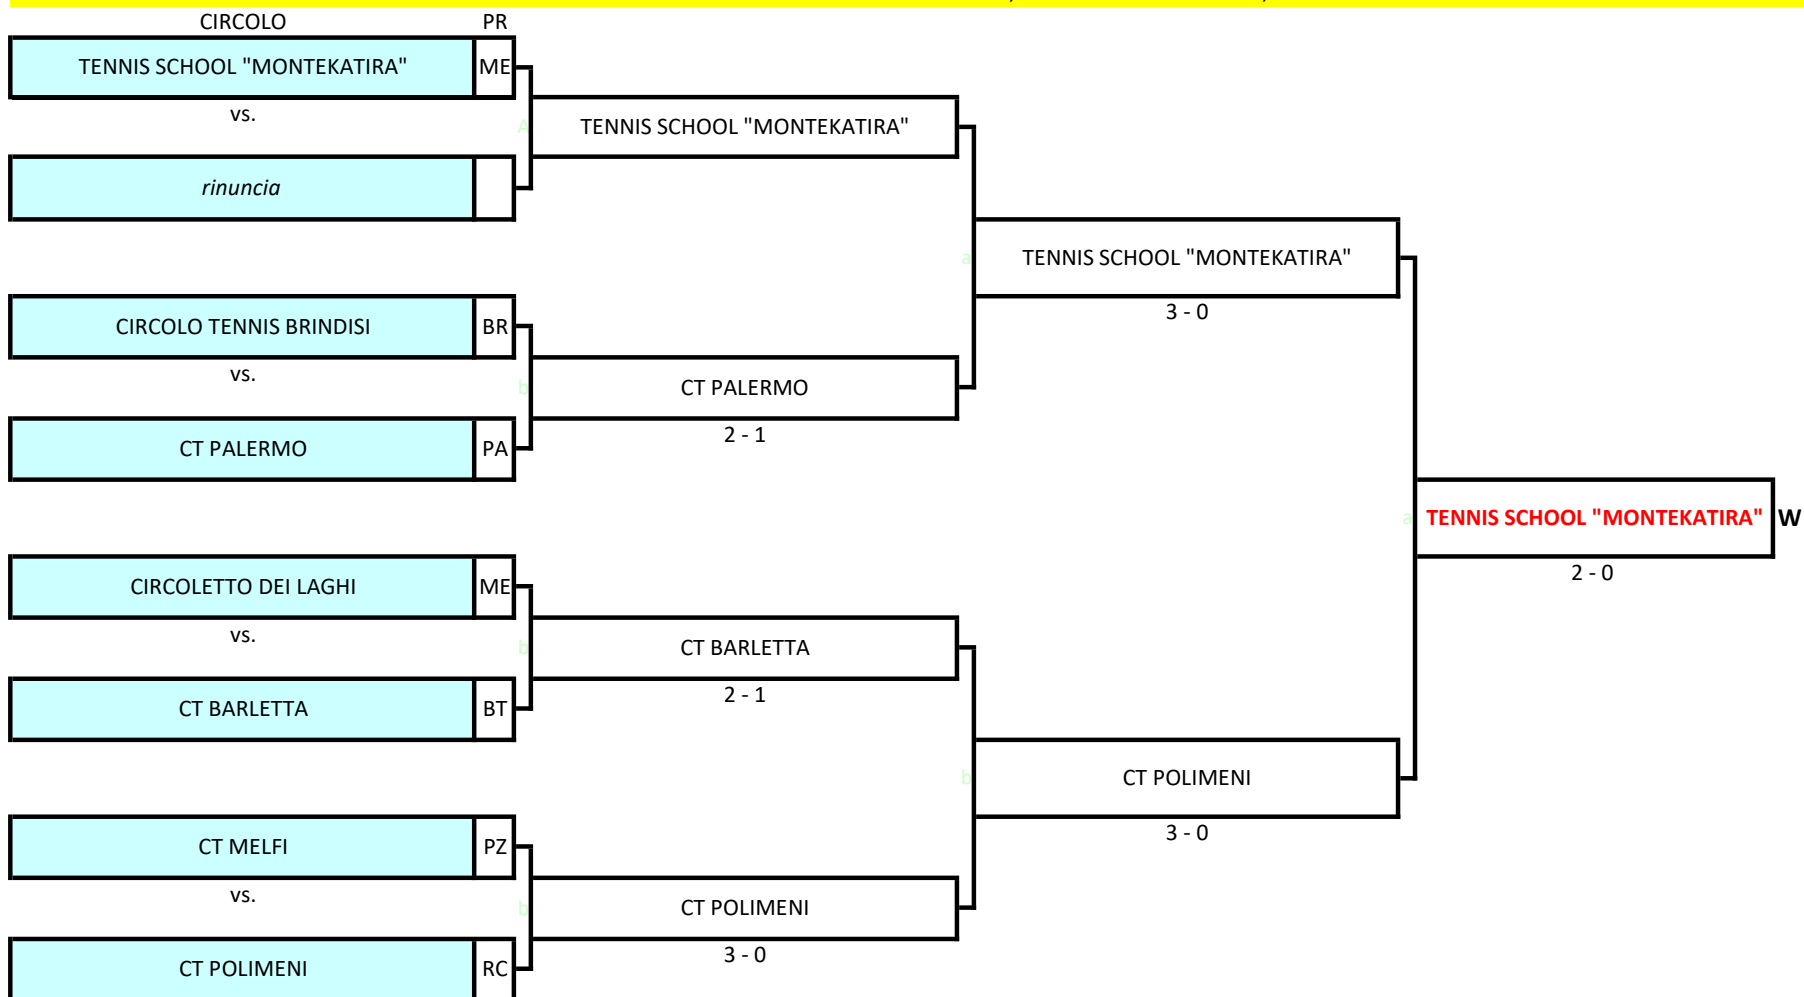 CIRCOLO PR
TENNIS SCHOOL "MONTEKATIRA" ME
vs.
A TENNIS SCHOOL "MONTEKATIRA"
rinuncia
a TENNIS SCHOOL "MONTEKATIRA"
3 - 0
CIRCOLO TENNIS BRINDISI BR
vs.
b CT PALERMO
2 - 1
CT PALERMO PA
a TENNIS SCHOOL "MONTEKATIRA" W
2 - 0
CIRCOLETTO DEI LAGHI ME
vs.
b CT BARLETTA
2 - 1
CT BARLETTA BT
b CT POLIMENI
3 - 0
CT MELFI PZ
vs.
b CT POLIMENI
3 - 0
CT POLIMENI RC